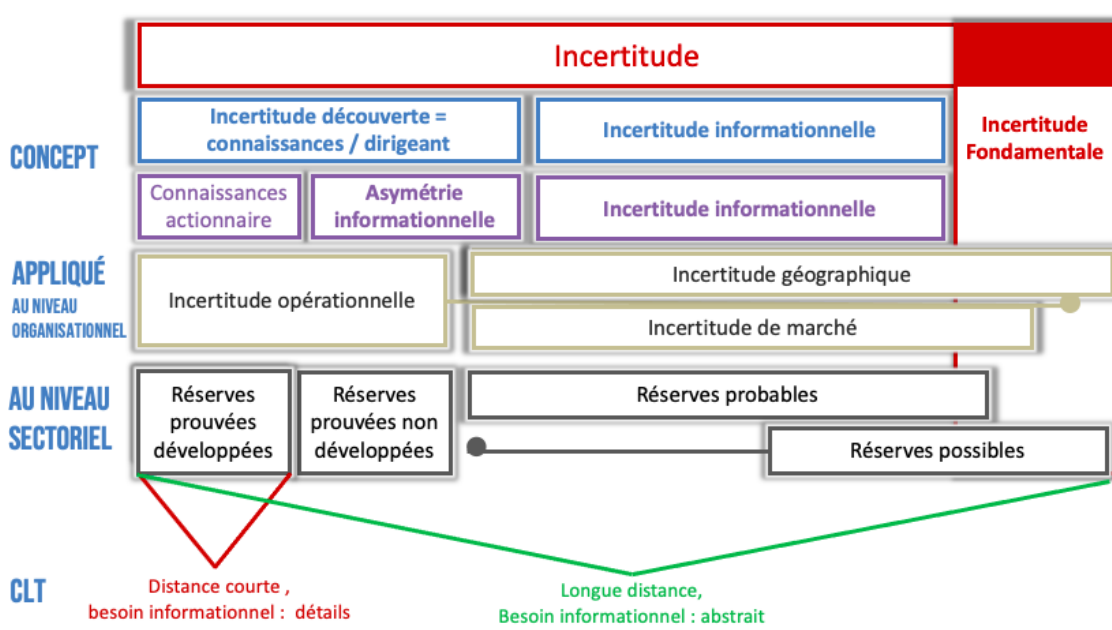 Incertitude
CONCEPT
Incertitude découverte =
connaissances / dirigeant
Incertitude informationnelle
Incertitude
Fondamentale
Connaissances
actionnaire
Asymétrie
informationnelle
Incertitude informationnelle
APPLIQUÉ
AU NIVEAU
ORGANISATIONNEL
Incertitude opérationnelle
Incertitude géographique
Incertitude de marché
AU NIVEAU
SECTORIEL
Réserves
prouvées
développées
Réserves
prouvées non
développées
Réserves probables
Réserves possibles
CLT
Distance courte ,
besoin informationnel : détails
Longue distance,
Besoin informationnel : abstrait